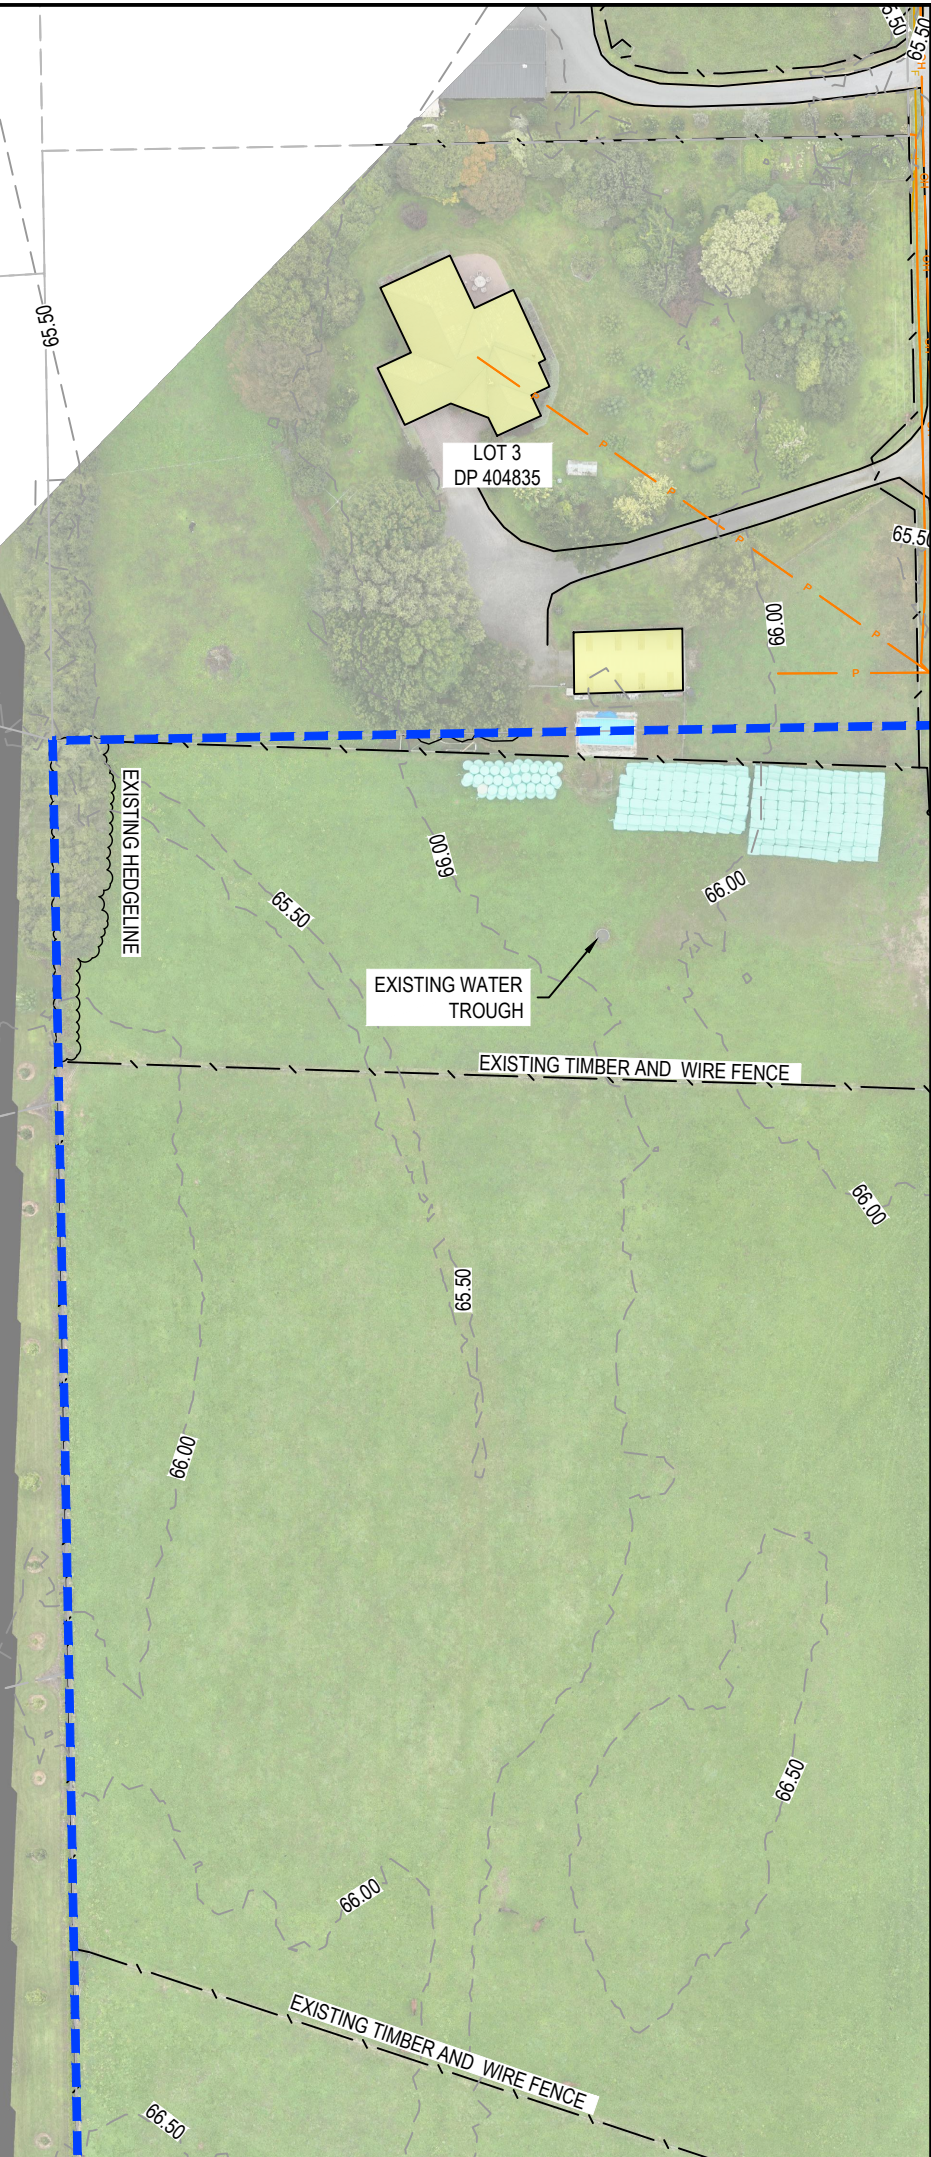 5.50
65.50
65.50
LOT 3
DP 404835
65.50
66.00
EXISTING HEDGELINE
66.00
66.00
65.50
EXISTING WATER
TROUGH
EXISTING TIMBER AND WIRE FENCE
66.00
65.50
66.00
66.50
66.00
EXISTING TIMBER AND WIRE FENCE
66.50
P
P
P
P
P
P
P